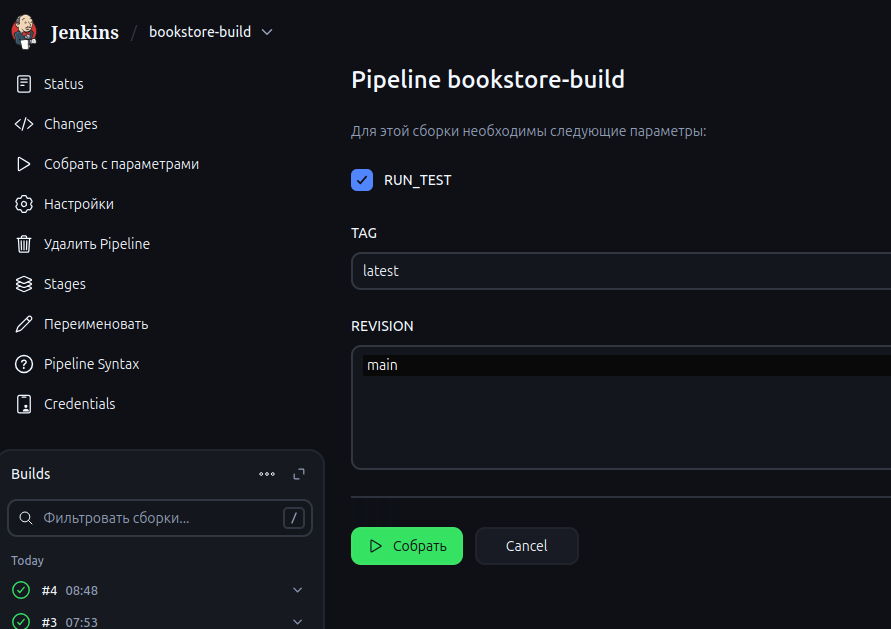 Jenkins / bookstore-build
Status
Changes
Собрать с параметрами
Настройки
Удалить Pipeline
Stages
Переименовать
Pipeline Syntax
Credentials
Builds
Фильтровать сборки... /
Today
#4 08:48
#3 07:53
Pipeline bookstore-build
Для этой сборки необходимы следующие параметры:
RUN_TEST
TAG
latest
REVISION
main
Собрать Cancel